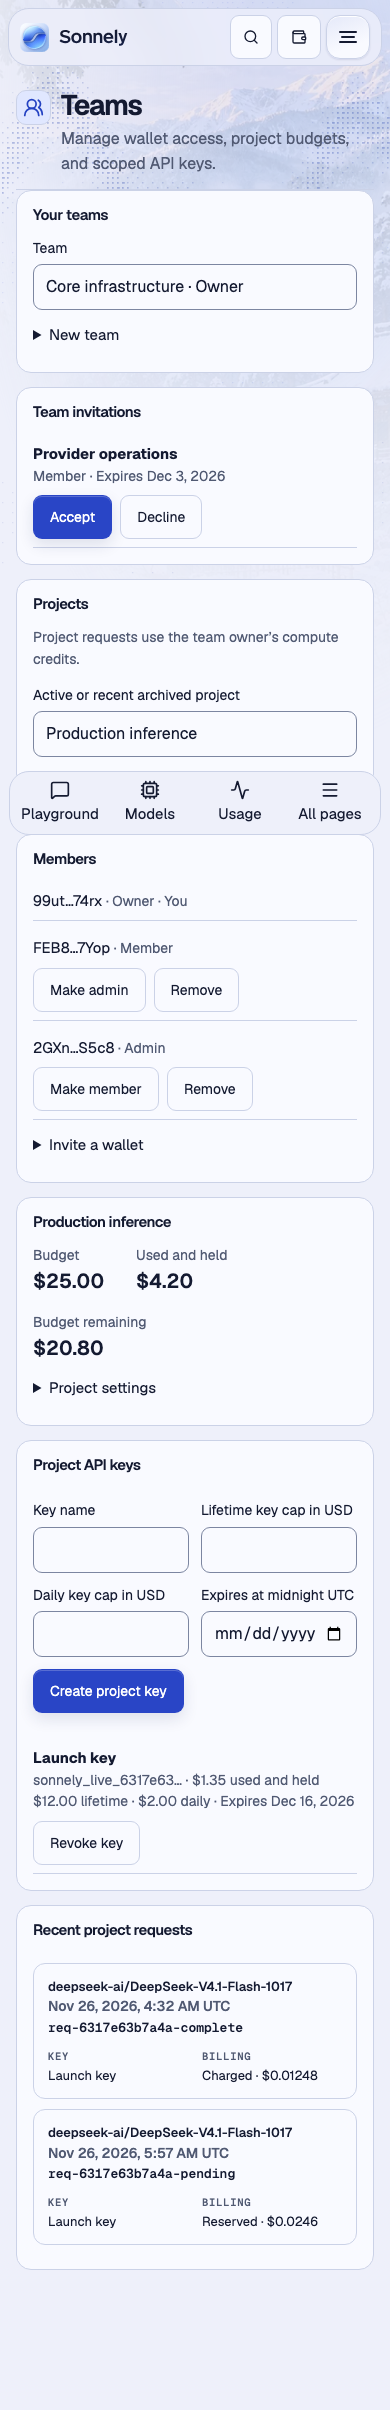 Sonnely
Teams
Manage wallet access, project budgets,
and scoped API keys.
Your teams
Team
Core infrastructure · Owner
New team
Team invitations
Provider operations
Member · Expires Dec 3, 2026
Accept
Decline
Projects
Project requests use the team owner's compute
credits.
Active or recent archived project
Production inference
Playground
Models
Usage
All pages
Members
99ut…74rx · Owner · You
FEB8…7Yop · Member
Make admin
Remove
2GXn…S5c8 · Admin
Make member
Remove
Invite a wallet
Production inference
Budget
Used and held
$25.00
$4.20
Budget remaining
$20.80
Project settings
Project API keys
Key name
Lifetime key cap in USD
Daily key cap in USD
Expires at midnight UTC
mm/dd/yyyy
Create project key
Launch key
sonnely_live_6317e63… · $1.35 used and held
$12.00 lifetime · $2.00 daily · Expires Dec 16, 2026
Revoke key
Recent project requests
deepseek-ai/DeepSeek-V4.1-Flash-1017
Nov 26, 2026, 4:32 AM UTC
req-6317e63b7a4a-complete
KEY
BILLING
Launch key
Charged · $0.01248
deepseek-ai/DeepSeek-V4.1-Flash-1017
Nov 26, 2026, 5:57 AM UTC
req-6317e63b7a4a-pending
KEY
BILLING
Launch key
Reserved · $0.0246